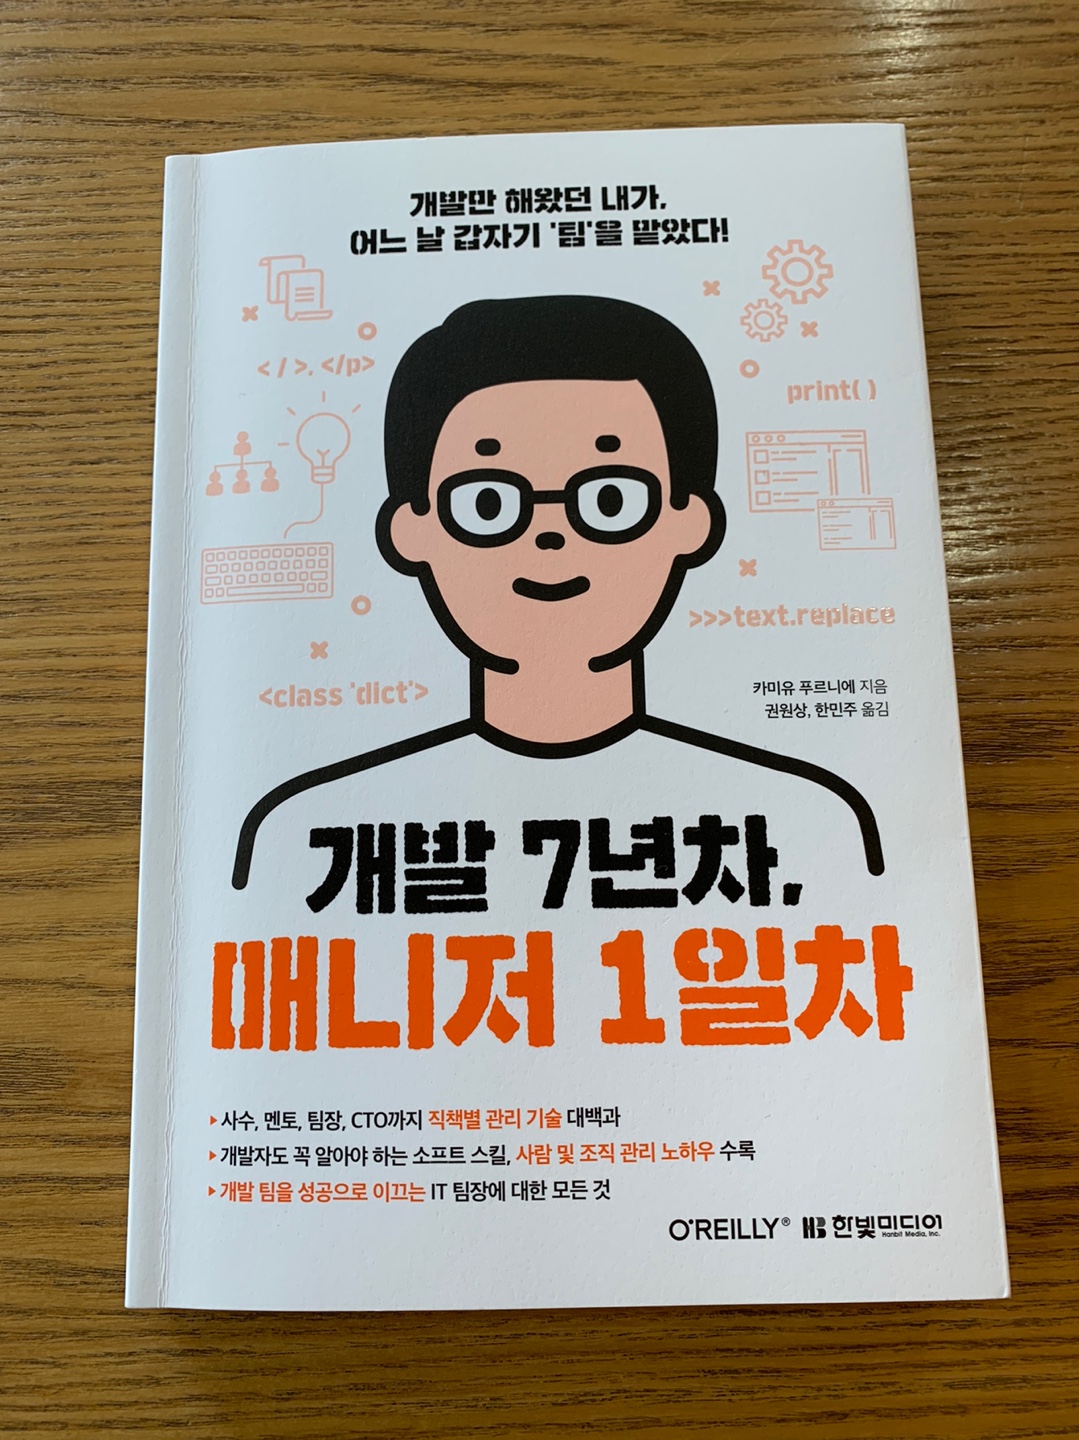 개발만 해왔던 내가,
어느 날 갑자기 '팀'을 맡았다!
</>, </p>
print( )
>>>text.replace
<class 'dict'>
카미유 푸르니에 지음
권원상, 한민주 옮김
개발 7년차,
매니저 1일차
▸사수, 멘토, 팀장, CTO까지 직책별 관리 기술 대백과
▸개발자도 꼭 알아야 하는 소프트 스킬, 사람 및 조직 관리 노하우 수록
▸개발 팀을 성공으로 이끄는 IT 팀장에 대한 모든 것
O'REILLY® HB 한빛미디어
Hanbit Media, Inc.